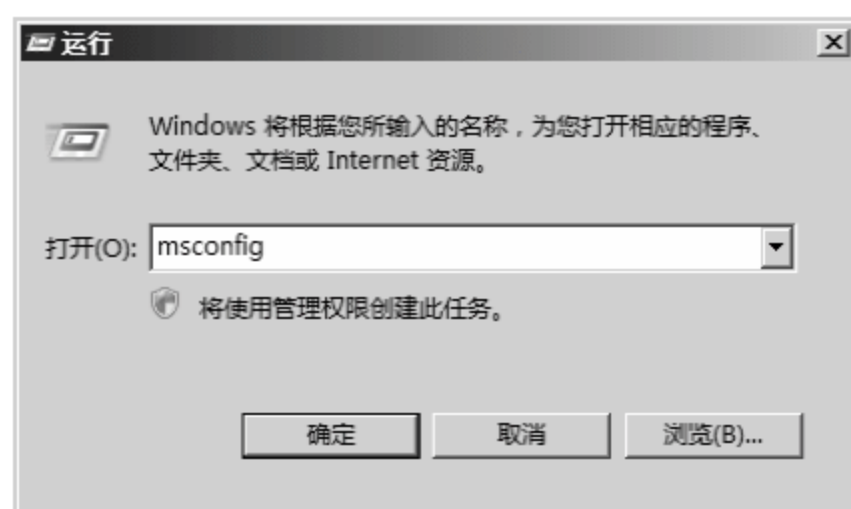 运行
Windows 将根据您所输入的名称，为您打开相应的程序、
文件夹、文档或 Internet 资源。
打开(O): msconfig
将使用管理权限创建此任务。
确定 取消 浏览(B)...